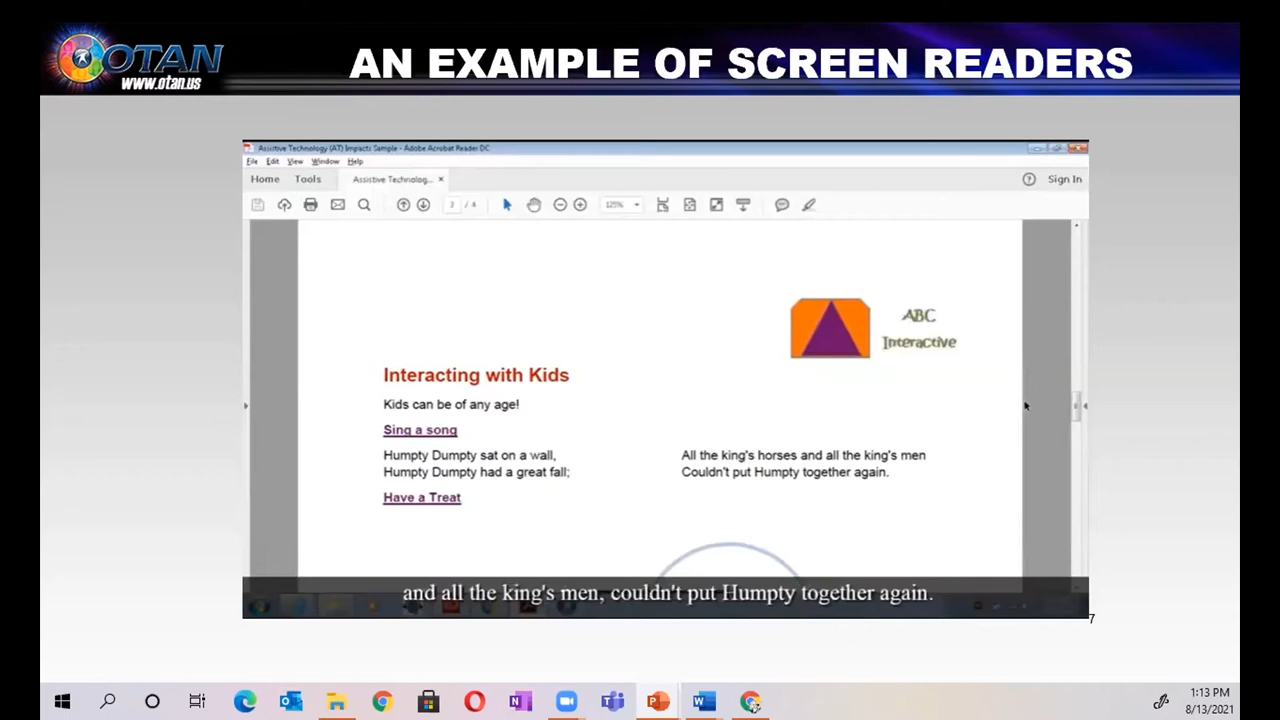 OTAN
www.otan.us
AN EXAMPLE OF SCREEN READERS
Assistive Technology (AT) Impacts Sample - Adobe Acrobat Reader DC
File Edit View Window Help
Home Tools Assistive Technolog... ×
Sign In
/ 4
125%
ABC
Interactive
Interacting with Kids
Kids can be of any age!
Sing a song
Humpty Dumpty sat on a wall,
Humpty Dumpty had a great fall;
All the king's horses and all the king's men
Couldn't put Humpty together again.
Have a Treat
and all the king's men, couldn't put Humpty together again.
7
1:13 PM
8/13/2021